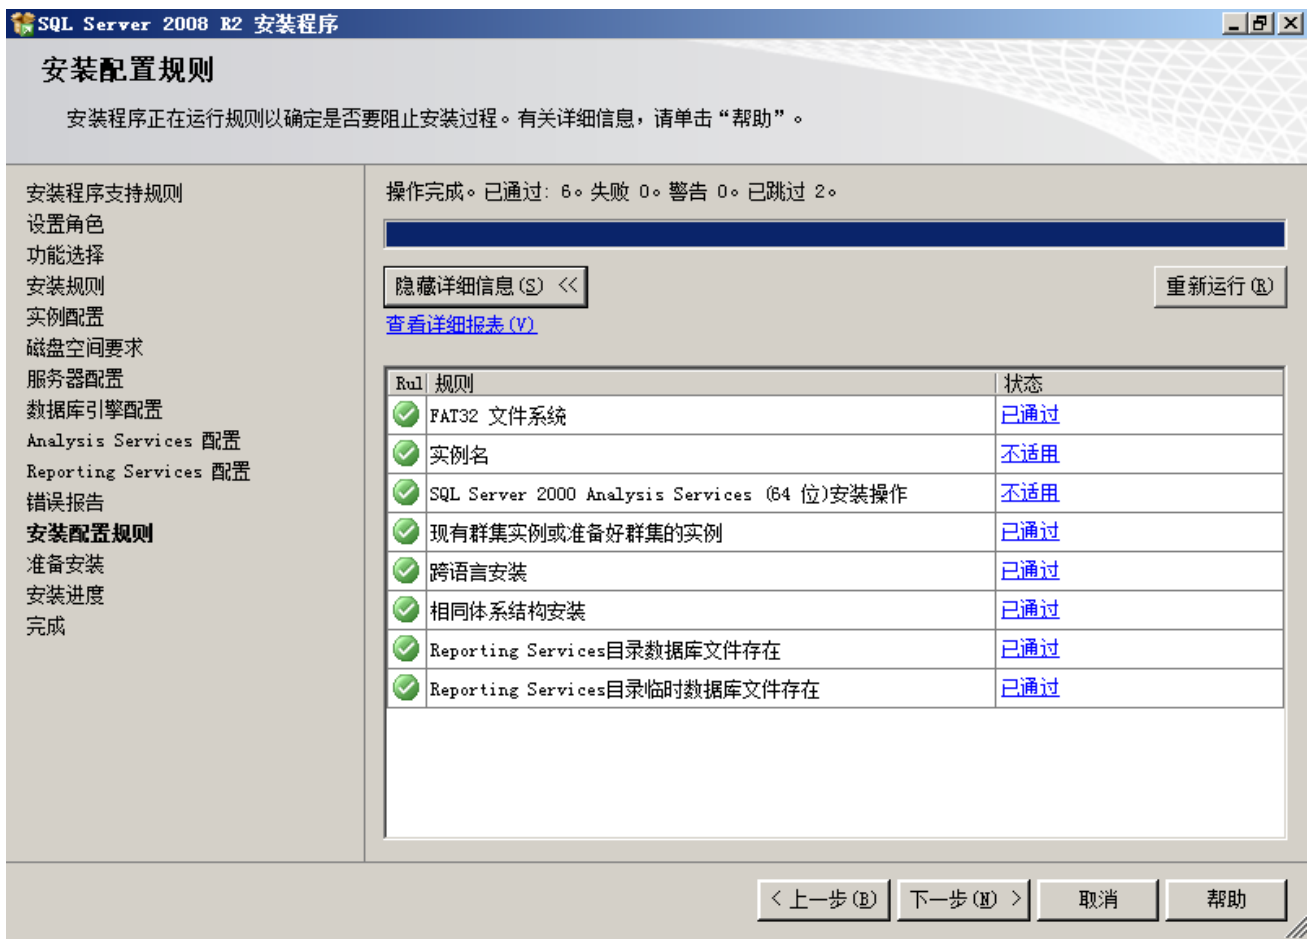 SQL Server 2008 R2 安装程序
安装配置规则
安装程序正在运行规则以确定是否要阻止安装过程。有关详细信息，请单击“帮助”。
安装程序支持规则
设置角色
功能选择
安装规则
实例配置
磁盘空间要求
服务器配置
数据库引擎配置
Analysis Services 配置
Reporting Services 配置
错误报告
安装配置规则
准备安装
安装进度
完成
操作完成。已通过: 6。失败 0。警告 0。已跳过 2。
隐藏详细信息(S) <<
重新运行(R)
查看详细报表(V)
Rul 规则 状态
FAT32 文件系统 已通过
实例名 不适用
SQL Server 2000 Analysis Services (64 位)安装操作 不适用
现有群集实例或准备好群集的实例 已通过
跨语言安装 已通过
相同体系结构安装 已通过
Reporting Services目录数据库文件存在 已通过
Reporting Services目录临时数据库文件存在 已通过
< 上一步(B) 下一步(N) > 取消 帮助